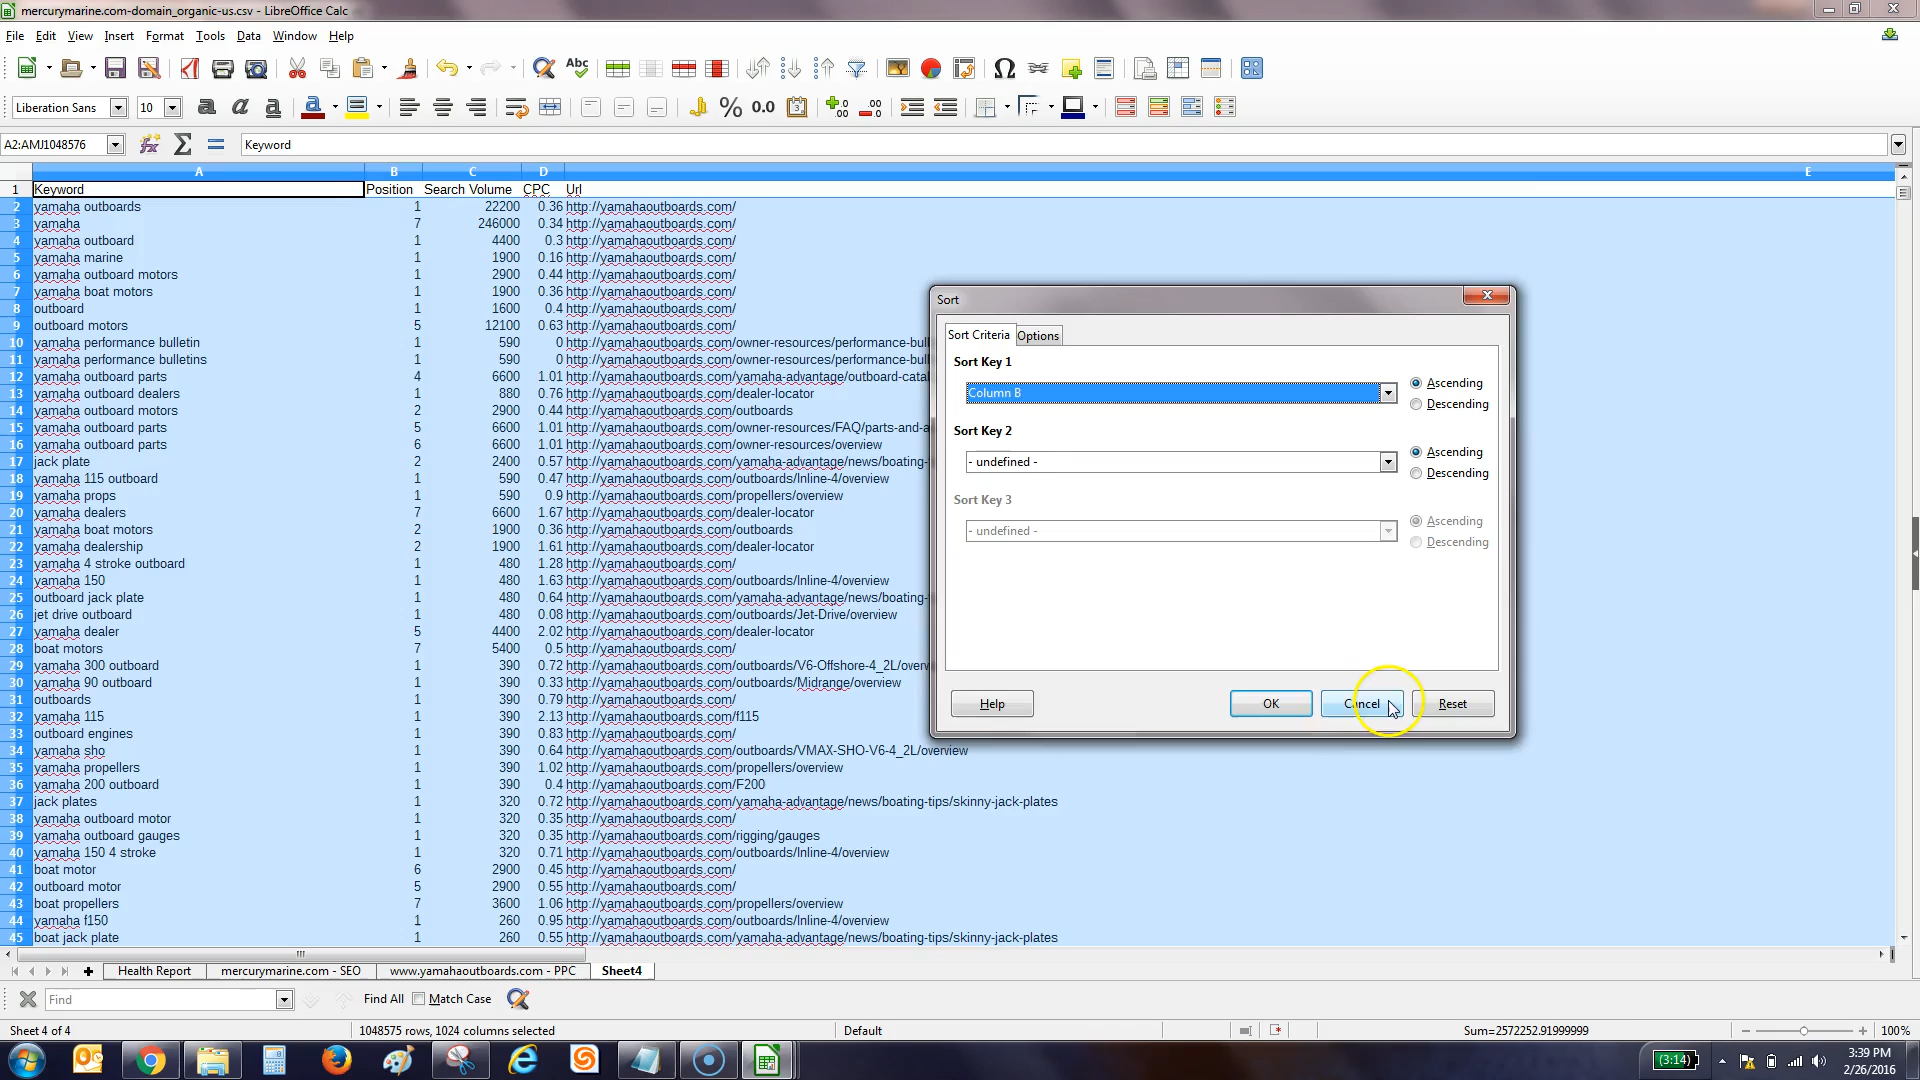 mercurymarine.com-domain_organic-us.csv - LibreOffice Calc
File Edit View Insert Format Tools Data Window Help
Liberation Sans 10
A2:AMJ1048576 Keyword
A B C D E
1 Keyword Position Search Volume CPC Url
2 yamaha outboards 1 22200 0.36 http://yamahaoutboards.com/
3 yamaha 7 246000 0.34 http://yamahaoutboards.com/
4 yamaha outboard 1 4400 0.3 http://yamahaoutboards.com/
5 yamaha marine 1 1900 0.16 http://yamahaoutboards.com/
6 yamaha outboard motors 1 2900 0.44 http://yamahaoutboards.com/
7 yamaha boat motors 1 1900 0.36 http://yamahaoutboards.com/
8 outboard 1 1600 0.4 http://yamahaoutboards.com/
9 outboard motors 5 12100 0.63 http://yamahaoutboards.com/
10 yamaha performance bulletin 1 590 0 http://yamahaoutboards.com/owner-resources/performance-bull
11 yamaha performance bulletins 1 590 0 http://yamahaoutboards.com/owner-resources/performance-bull
12 yamaha outboard parts 4 6600 1.01 http://yamahaoutboards.com/yamaha-advantage/outboard-catal
13 yamaha outboard dealers 1 880 0.76 http://yamahaoutboards.com/dealer-locator
14 yamaha outboard motors 2 2900 0.44 http://yamahaoutboards.com/outboards
15 yamaha outboard parts 5 6600 1.01 http://yamahaoutboards.com/owner-resources/FAQ/parts-and-a
16 yamaha outboard parts 6 6600 1.01 http://yamahaoutboards.com/owner-resources/overview
17 jack plate 2 2400 0.57 http://yamahaoutboards.com/yamaha-advantage/news/boating-t
18 yamaha 115 outboard 1 590 0.47 http://yamahaoutboards.com/outboards/Inline-4/overview
19 yamaha props 1 590 0.9 http://yamahaoutboards.com/propellers/overview
20 yamaha dealers 7 6600 1.67 http://yamahaoutboards.com/dealer-locator
21 yamaha boat motors 2 1900 0.36 http://yamahaoutboards.com/outboards
22 yamaha dealership 2 1900 1.61 http://yamahaoutboards.com/dealer-locator
23 yamaha 4 stroke outboard 1 480 1.28 http://yamahaoutboards.com/
24 yamaha 150 1 480 1.63 http://yamahaoutboards.com/outboards/Inline-4/overview
25 outboard jack plate 1 480 0.64 http://yamahaoutboards.com/yamaha-advantage/news/boating-
26 jet drive outboard 1 480 0.08 http://yamahaoutboards.com/outboards/Jet-Drive/overview
27 yamaha dealer 5 4400 2.02 http://yamahaoutboards.com/dealer-locator
28 boat motors 7 5400 0.5 http://yamahaoutboards.com/
29 yamaha 300 outboard 1 390 0.72 http://yamahaoutboards.com/outboards/V6-Offshore-4_2L/overv
30 yamaha 90 outboard 1 390 0.33 http://yamahaoutboards.com/outboards/Midrange/overview
31 outboards 1 390 0.79 http://yamahaoutboards.com/
32 yamaha 115 1 390 2.13 http://yamahaoutboards.com/f115
33 outboard engines 1 390 0.83 http://yamahaoutboards.com/
34 yamaha sho 1 390 0.64 http://yamahaoutboards.com/outboards/VMAX-SHO-V6-4_2L/overview
35 yamaha propellers 1 390 1.02 http://yamahaoutboards.com/propellers/overview
36 yamaha 200 outboard 1 390 0.4 http://yamahaoutboards.com/F200
37 jack plates 1 320 0.72 http://yamahaoutboards.com/yamaha-advantage/news/boating-tips/skinny-jack-plates
38 yamaha outboard motor 1 320 0.35 http://yamahaoutboards.com/
39 yamaha outboard gauges 1 320 0.35 http://yamahaoutboards.com/rigging/gauges
40 yamaha 150 4 stroke 1 320 0.71 http://yamahaoutboards.com/outboards/Inline-4/overview
41 boat motor 6 2900 0.45 http://yamahaoutboards.com/
42 outboard motor 5 2900 0.55 http://yamahaoutboards.com/
43 boat propellers 7 3600 1.06 http://yamahaoutboards.com/propellers/overview
44 yamaha f150 1 260 0.95 http://yamahaoutboards.com/outboards/Inline-4/overview
45 boat jack plate 1 260 0.55 http://yamahaoutboards.com/yamaha-advantage/news/boating-tips/skinny-jack-plates
Sort
Sort Criteria Options
Sort Key 1
Column B
Ascending
Descending
Sort Key 2
- undefined -
Ascending
Descending
Sort Key 3
- undefined -
Ascending
Descending
Help OK Cancel Reset
Health Report mercurymarine.com - SEO www.yamahaoutboards.com - PPC Sheet4
Find Find All Match Case
Sheet 4 of 4 1048575 rows, 1024 columns selected Default Sum=2572252.91999999 100%
(3:14) 3:39 PM
2/26/2016